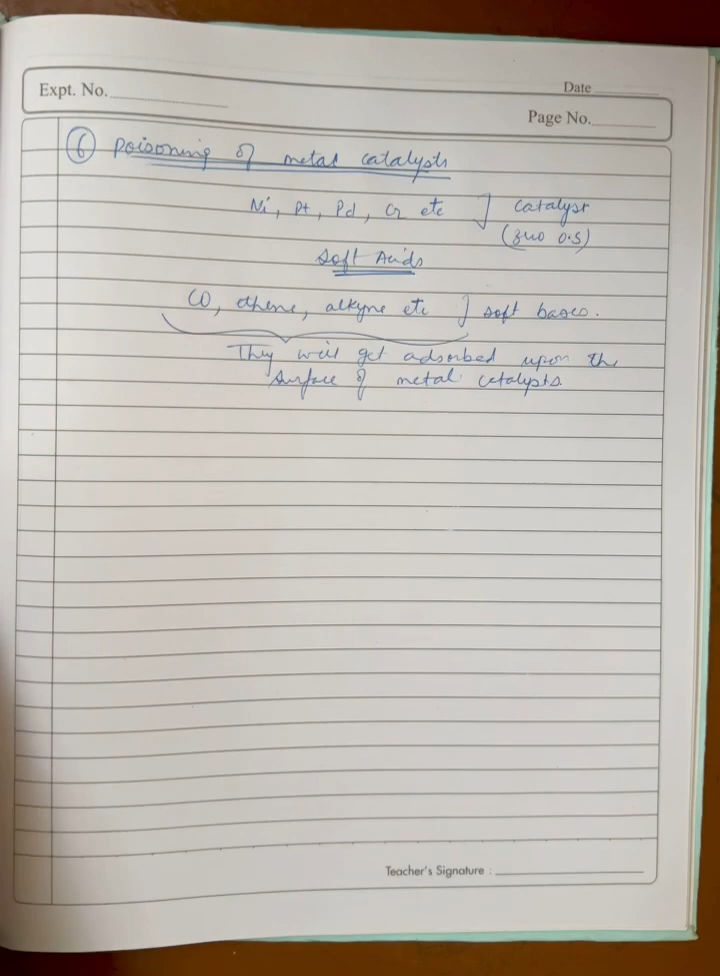 Expt. No.
Date
Page No.
6 Poisoning of metal catalysts
Ni, Pt, Pd, Cr etc ] Catalyst
(zero O.S)
Soft Acids
CO, ethene, alkyne etc } soft bases.
They will get adsorbed upon the
surface of metal catalysts.
Teacher's Signature :